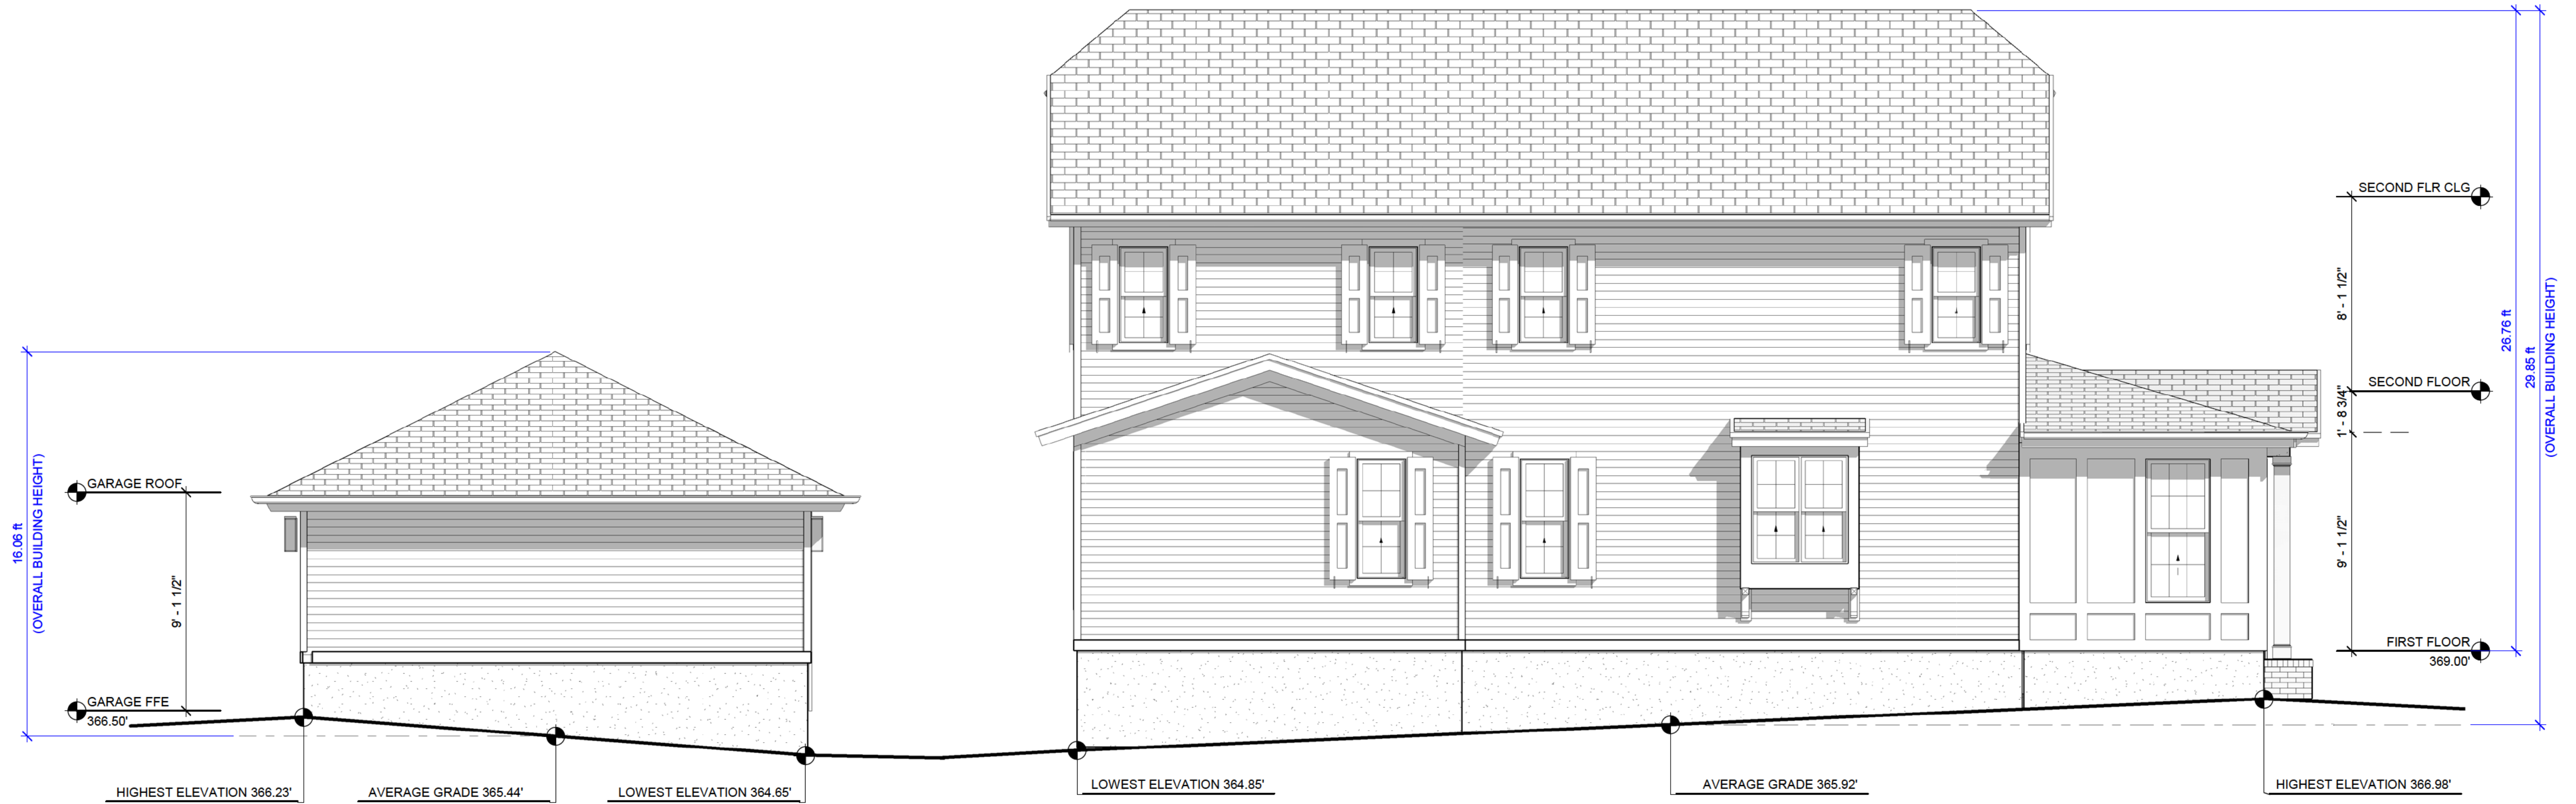 16.06 ft
(OVERALL BUILDING HEIGHT)
GARAGE ROOF
9' - 1 1/2"
GARAGE FFE
366.50'
HIGHEST ELEVATION 366.23'
AVERAGE GRADE 365.44'
LOWEST ELEVATION 364.65'
LOWEST ELEVATION 364.85'
AVERAGE GRADE 365.92'
HIGHEST ELEVATION 366.98'
SECOND FLR CLG
8' - 1 1/2"
SECOND FLOOR
1' - 8 3/4"
9' - 1 1/2"
FIRST FLOOR
369.00'
26.76 ft
29.85 ft
(OVERALL BUILDING HEIGHT)